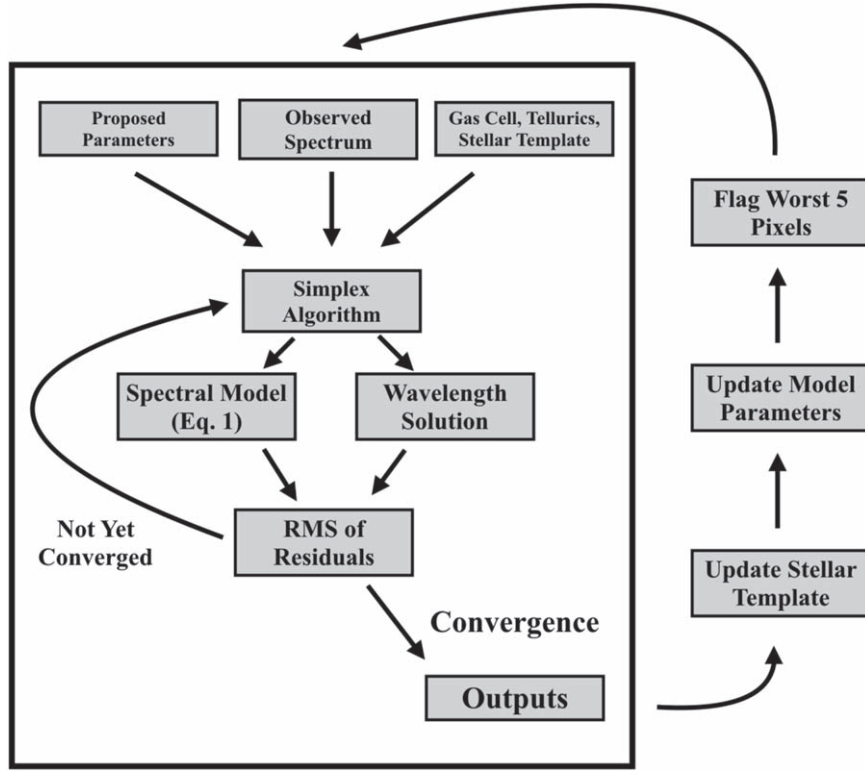 Proposed
Parameters
Observed
Spectrum
Gas Cell, Tellurics,
Stellar Template
Simplex
Algorithm
Spectral Model
(Eq. 1)
Wavelength
Solution
Not Yet
Converged
RMS of
Residuals
Convergence
Outputs
Flag Worst 5
Pixels
Update Model
Parameters
Update Stellar
Template